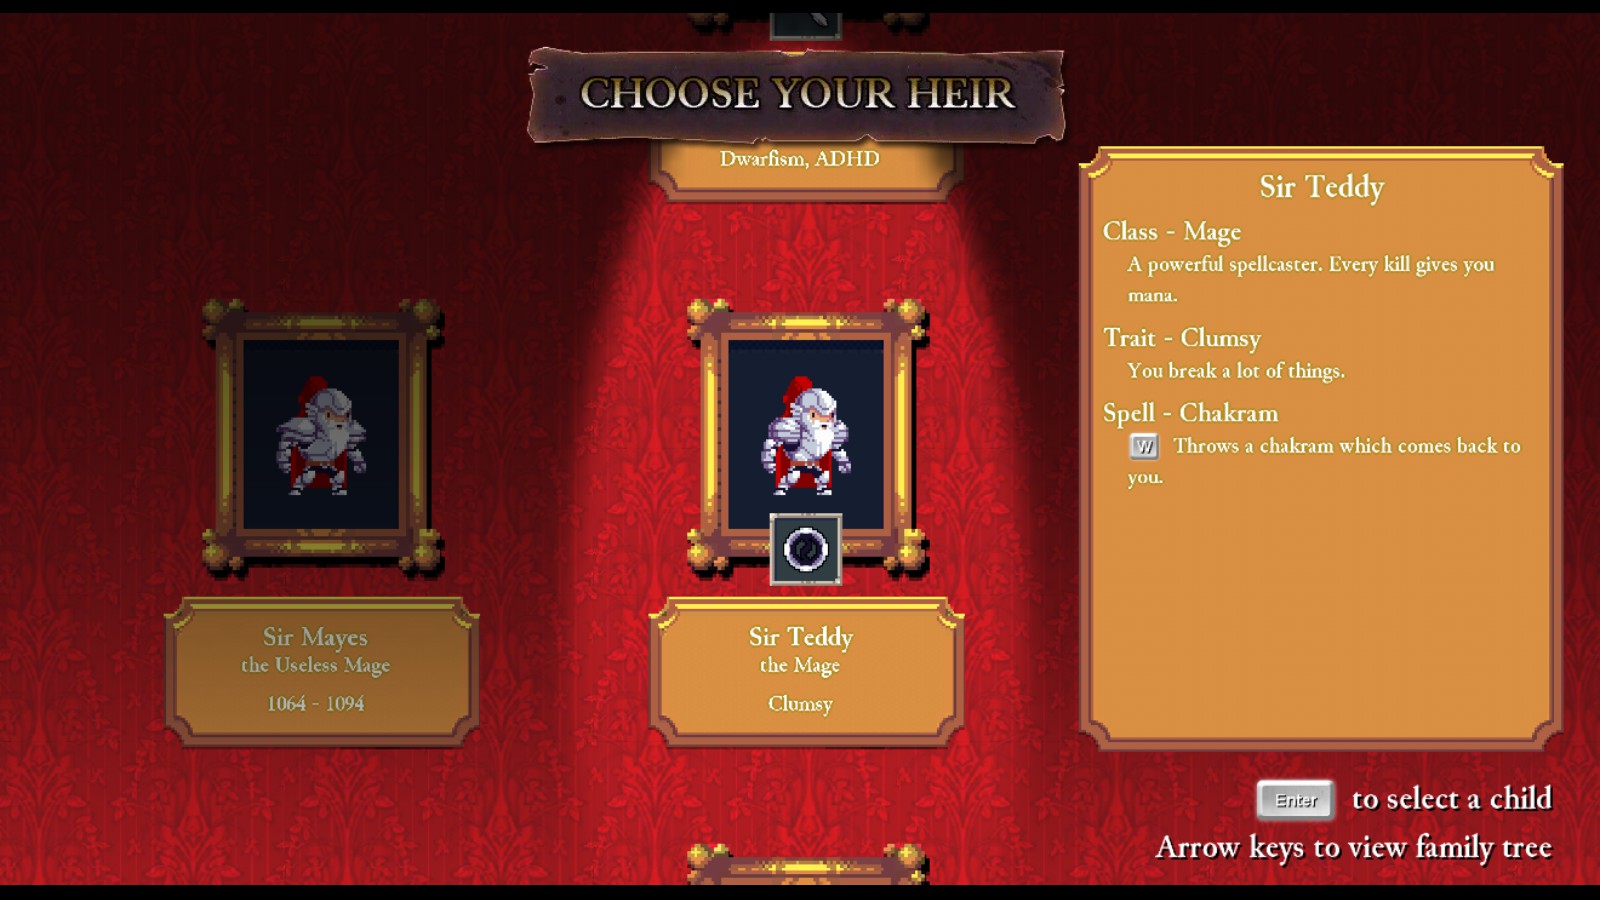 CHOOSE YOUR HEIR
Dwarfism, ADHD
Sir Mayes
the Useless Mage
1064 - 1094
Sir Teddy
the Mage
Clumsy
Sir Teddy
Class - Mage
A powerful spellcaster. Every kill gives you
mana.
Trait - Clumsy
You break a lot of things.
Spell - Chakram
W Throws a chakram which comes back to
you.
Enter to select a child
Arrow keys to view family tree